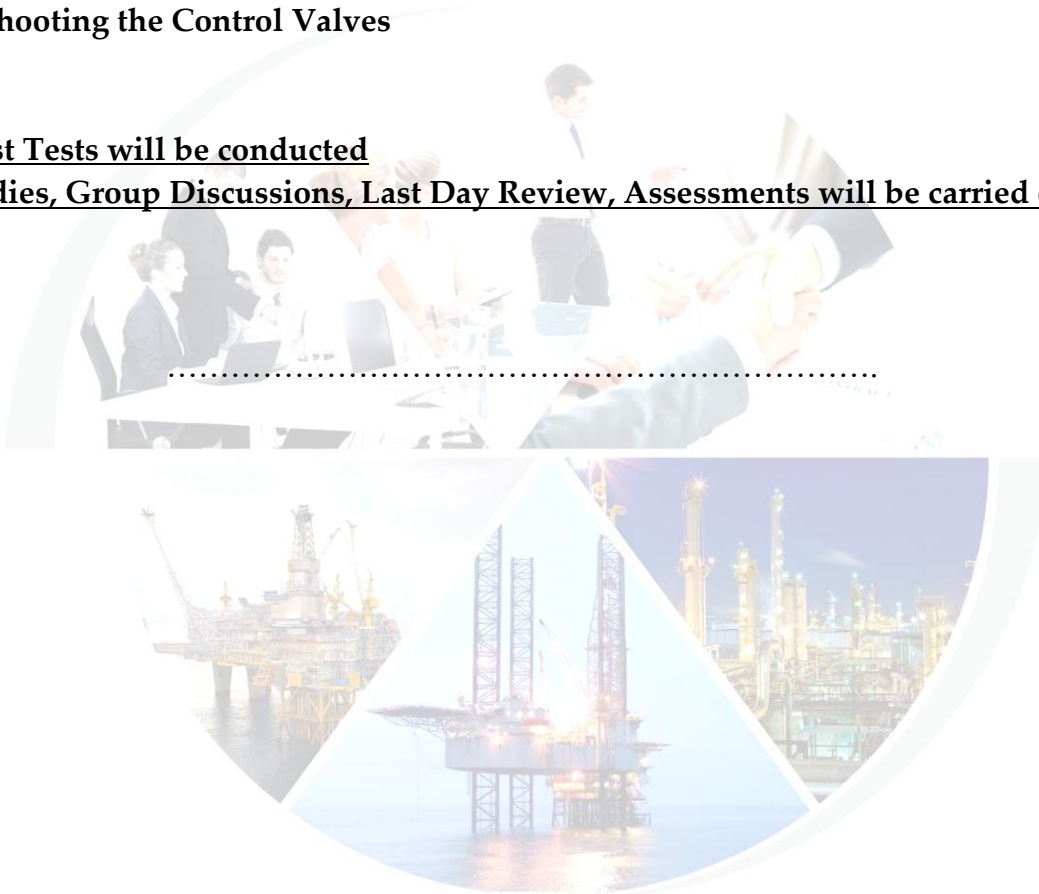 hooting the Control Valves
st Tests will be conducted
dies, Group Discussions, Last Day Review, Assessments will be carried
……………………………………………………………….